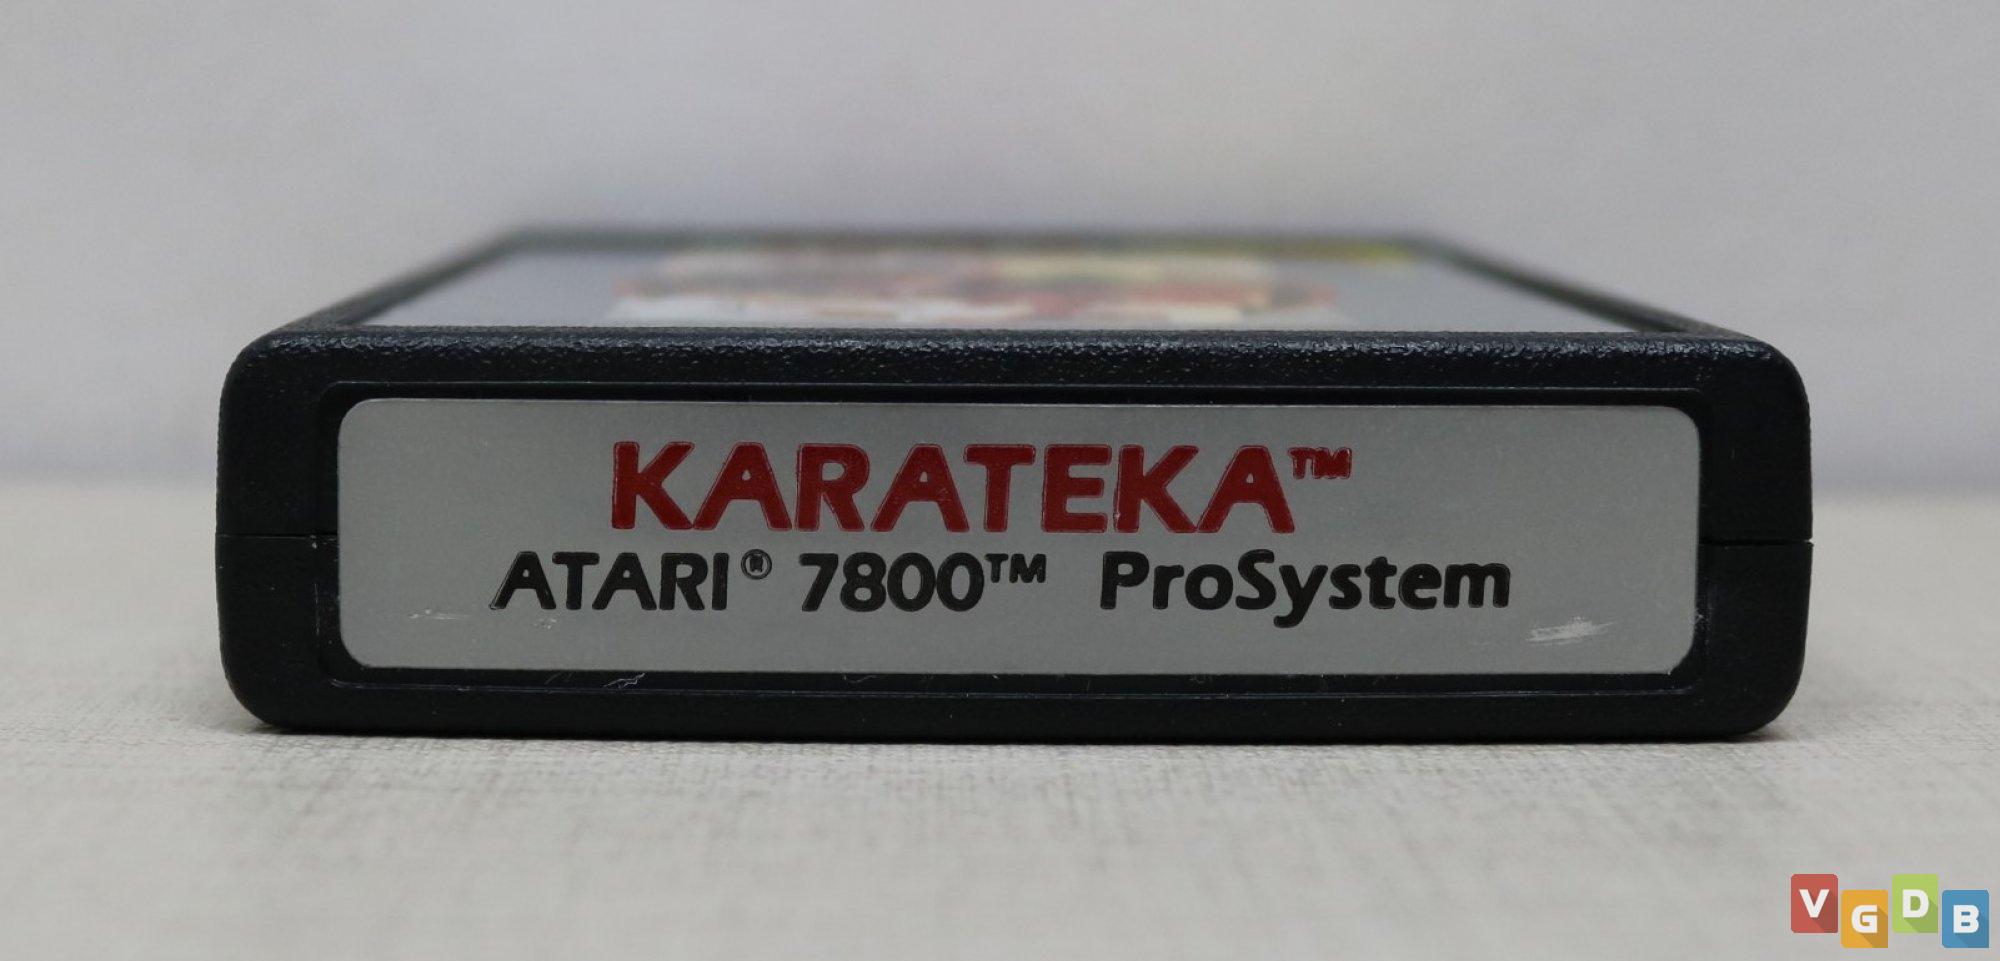 KARATEKA™
ATARI® 7800™ ProSystem
VGDB